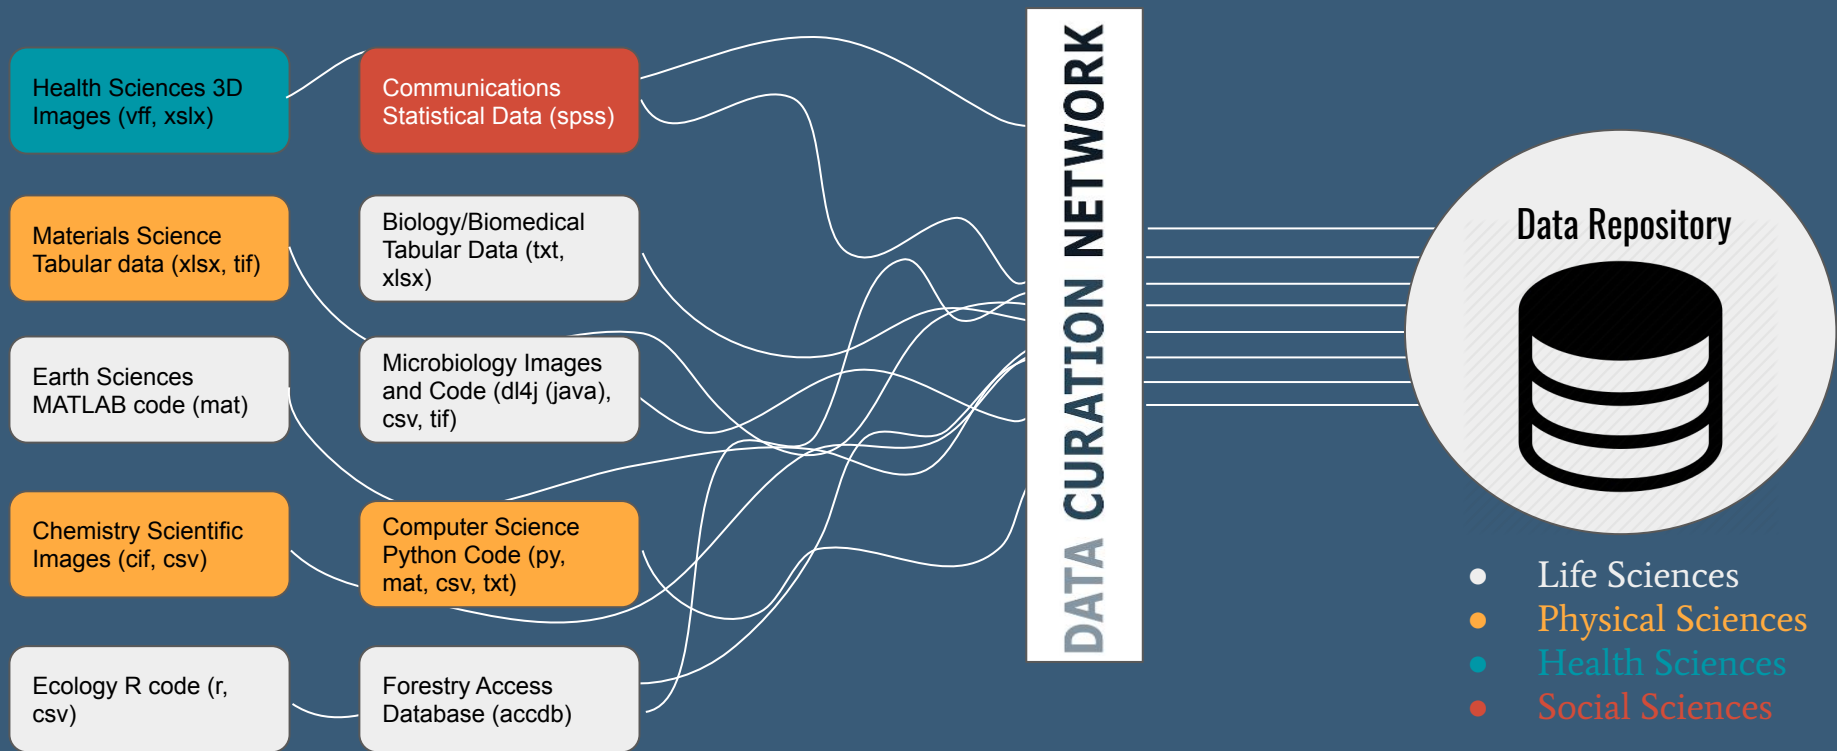 Health Sciences 3D
Images (vff, xslx)
Communications
Statistical Data (spss)
Materials Science
Tabular data (xlsx, tif)
Biology/Biomedical
Tabular Data (txt,
xlsx)
Earth Sciences
MATLAB code (mat)
Microbiology Images
and Code (dl4j (java),
csv, tif)
Chemistry Scientific
Images (cif, csv)
Computer Science
Python Code (py,
mat, csv, txt)
Ecology R code (r,
csv)
Forestry Access
Database (accdb)
DATA CURATION NETWORK
Data Repository
● Life Sciences
● Physical Sciences
● Health Sciences
● Social Sciences